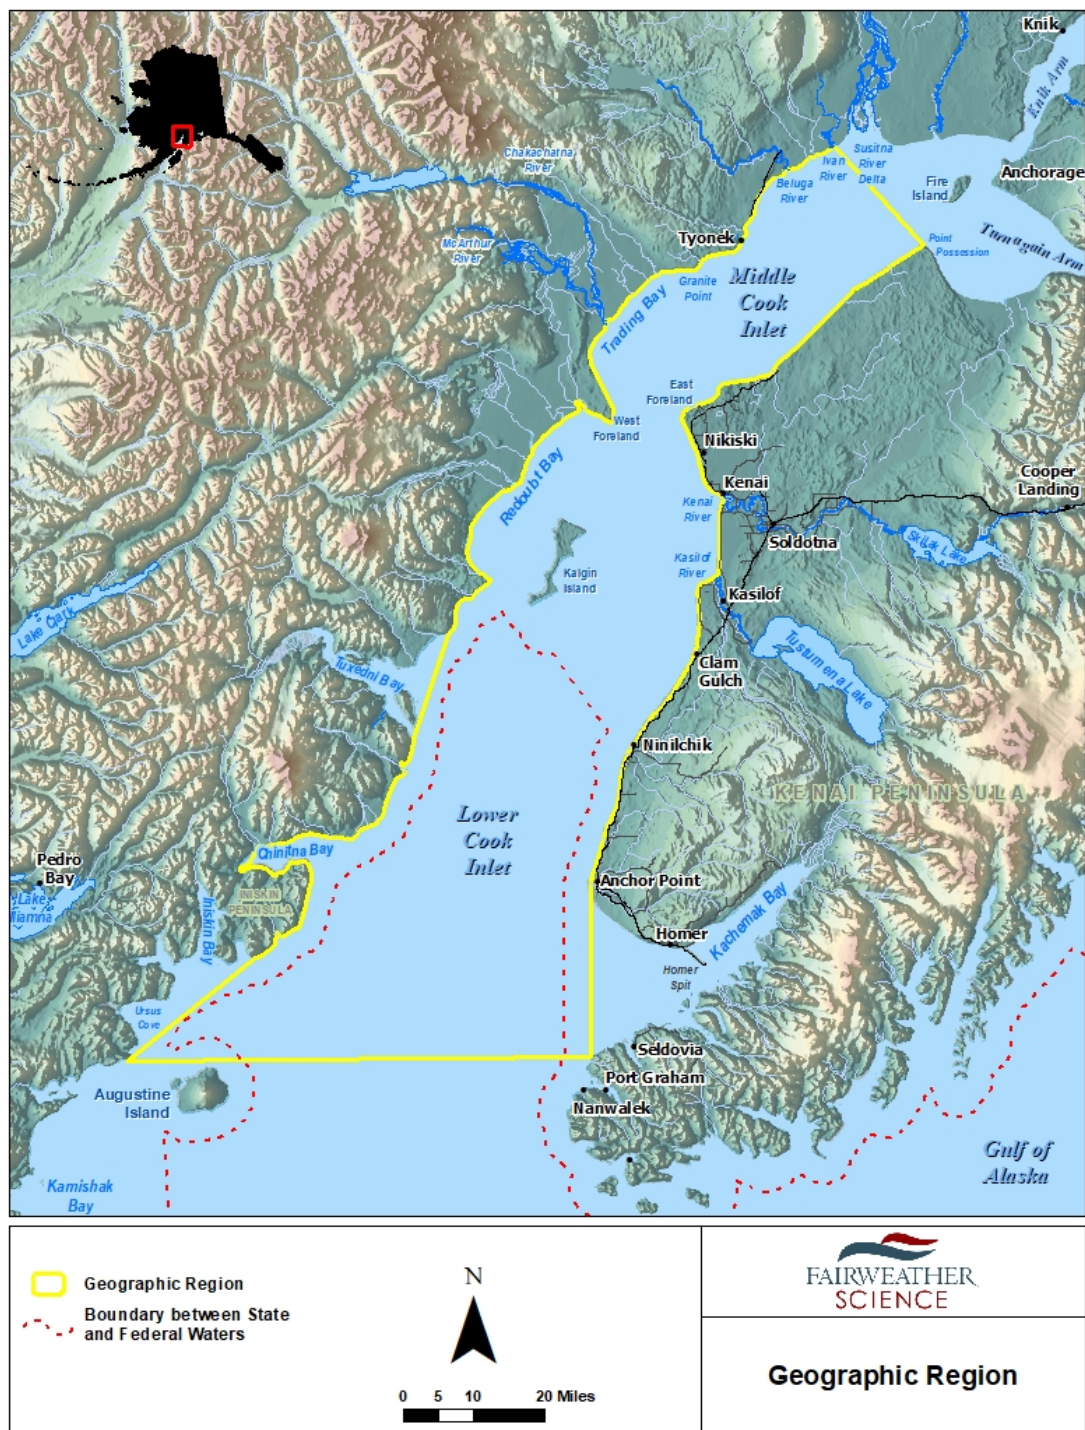 Knik
Knik Arm
Chakachatna
River
Ivan
River
Susitna
River
Delta
Beluga
River
Fire
Island
Anchorage
McArthur
River
Tyonek
Point
Possession
Turnagain Arm
Granite
Point
Middle
Cook
Inlet
Trading Bay
East
Foreland
West
Foreland
Nikiski
Redoubt Bay
Kenai
Cooper
Landing
Kenai
River
Soldotna
Skilak Lake
Kasilof
River
Kalgin
Island
Kasilof
Lake Clark
Tuxedni Bay
Clam
Gulch
Tustumena Lake
Ninilchik
KENAI PENINSULA
Lower
Cook
Inlet
Chinitna Bay
Pedro
Bay
Lake
Iliamna
INISKIN
PENINSULA
Anchor Point
Iniskin Bay
Homer
Kachemak Bay
Homer
Spit
Ursus
Cove
Seldovia
Augustine
Island
Port Graham
Nanwalek
Gulf of
Alaska
Kamishak
Bay
Geographic Region
Boundary between State
and Federal Waters
N
0 5 10 20 Miles
FAIRWEATHER
SCIENCE
Geographic Region